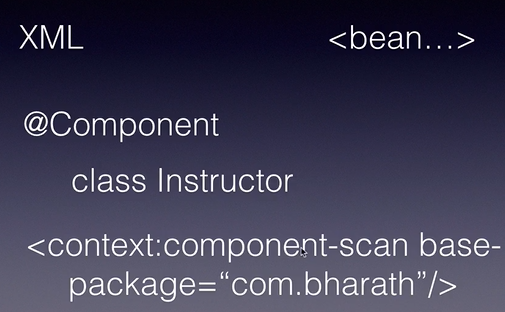 XML <bean...>
@Component
class Instructor
<context:component-scan base-
package=“com.bharath”/>